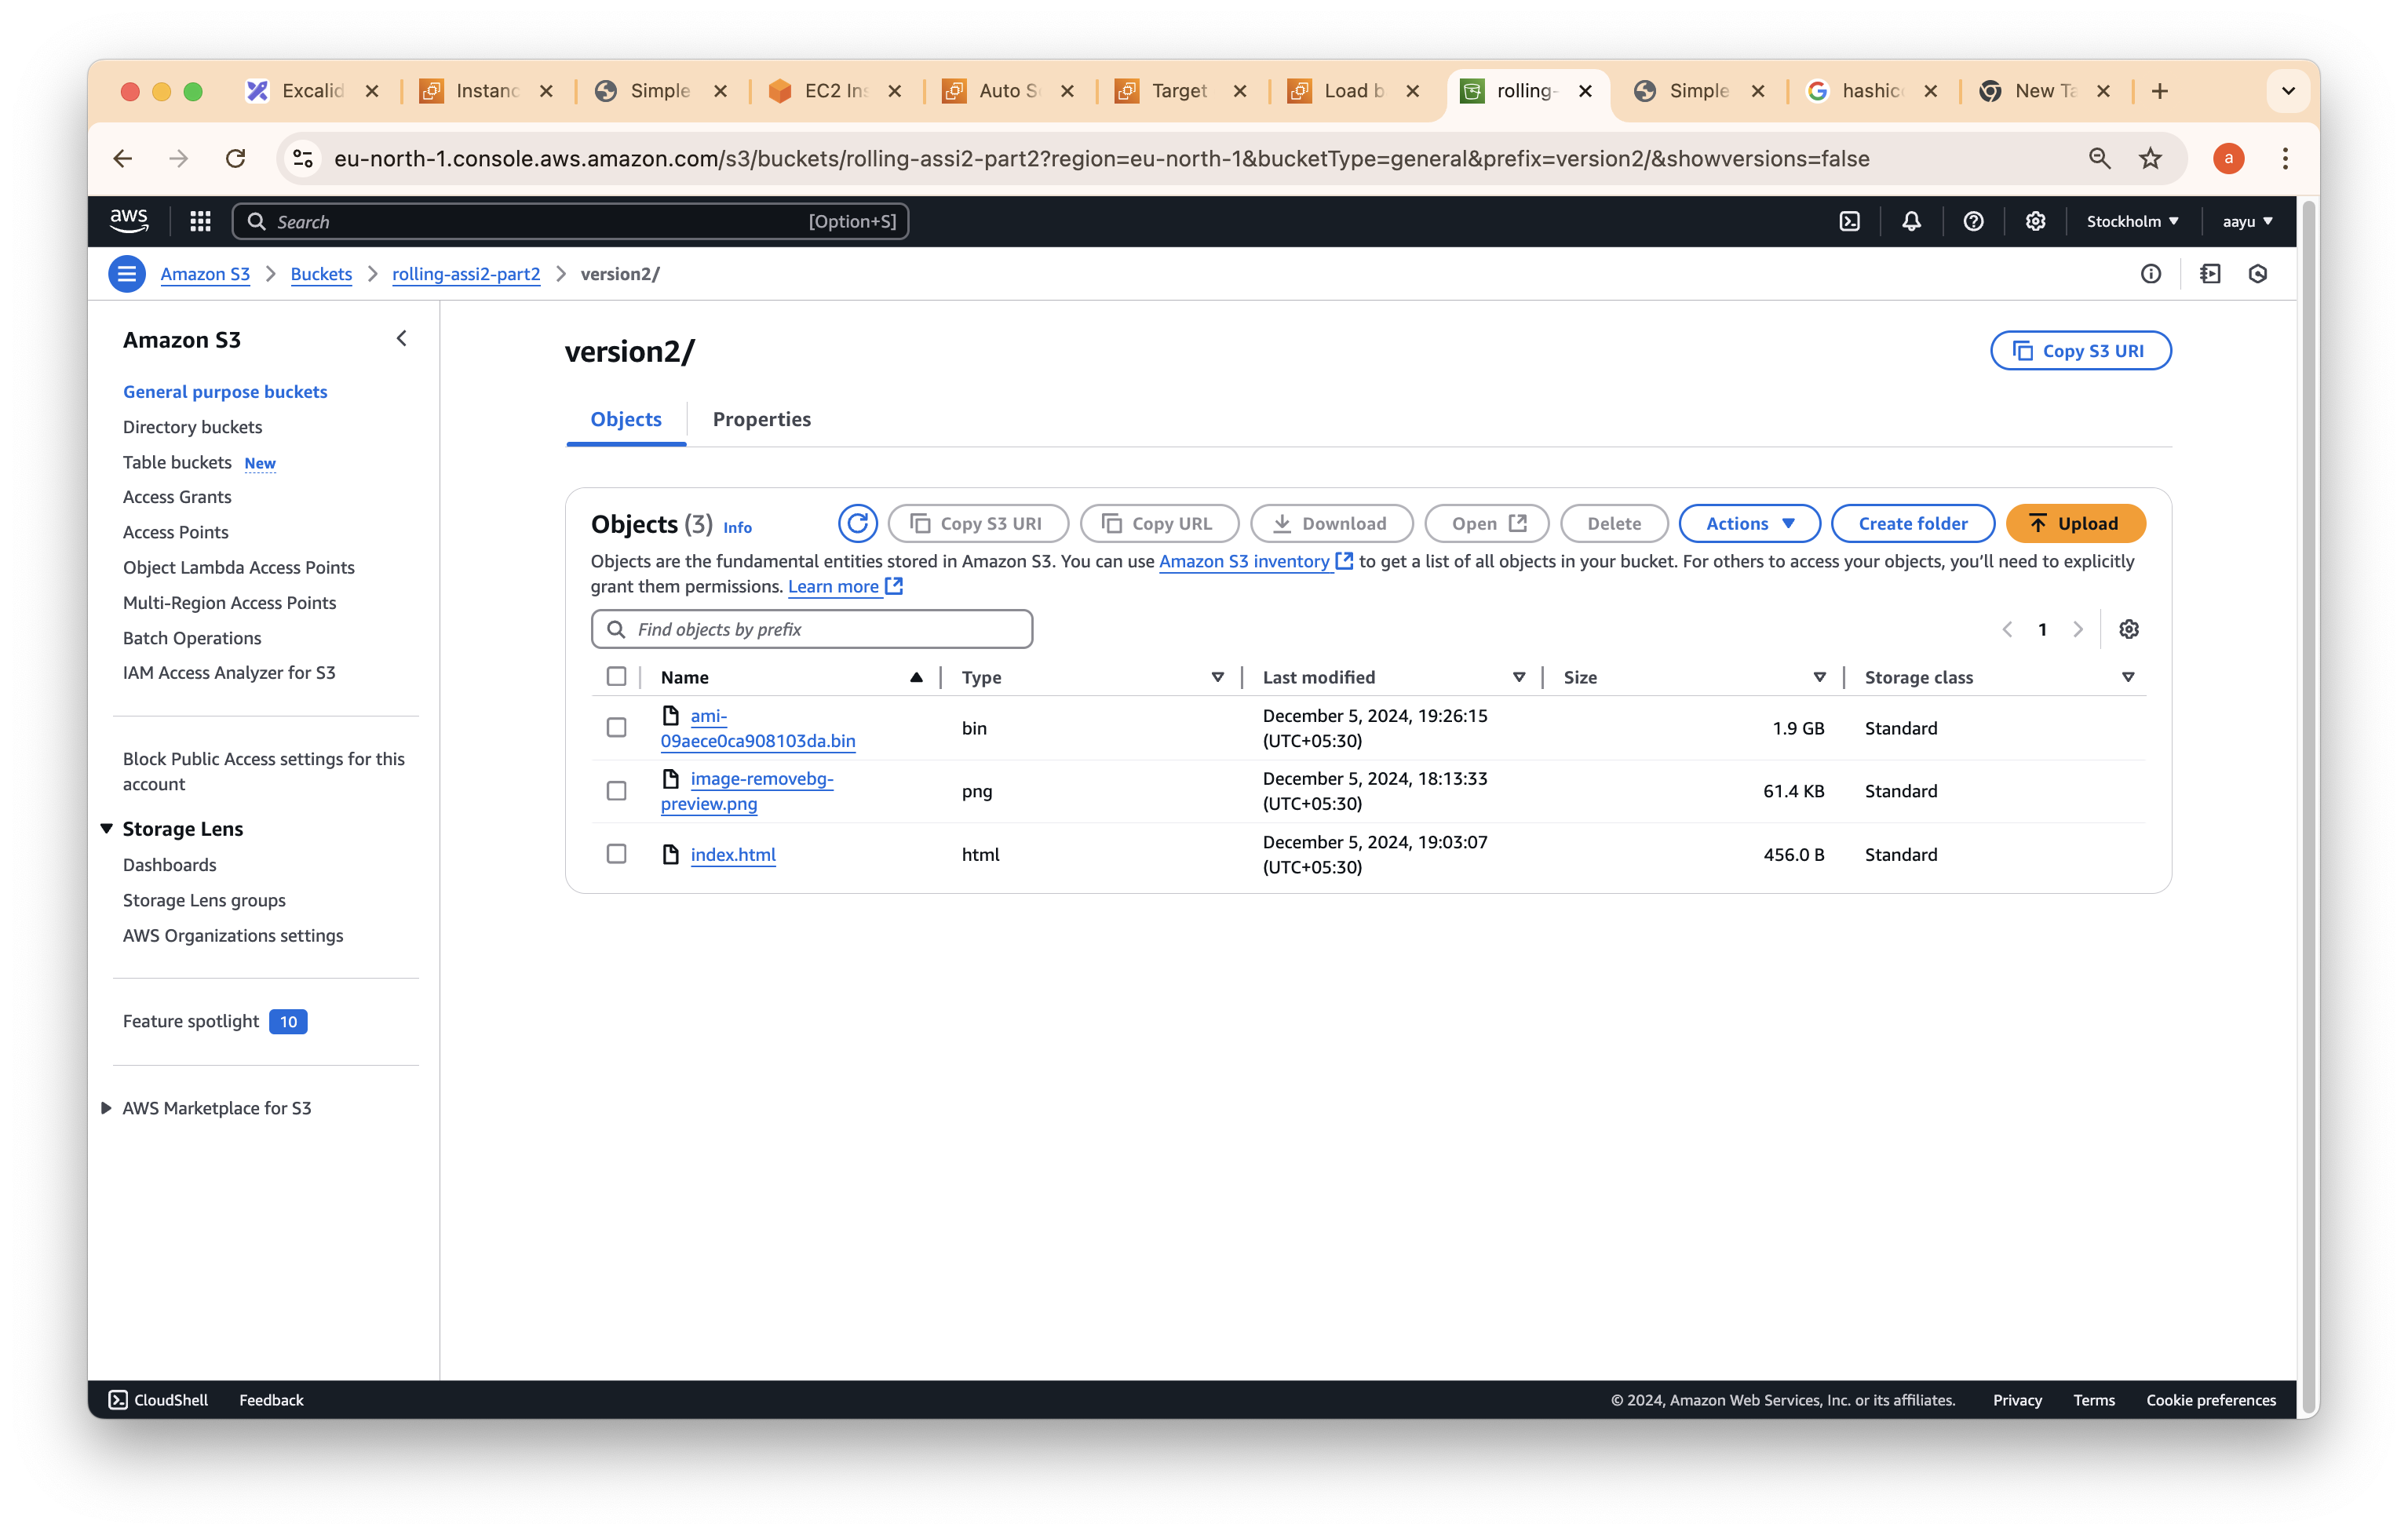 Excalid
Instanc
Simple
EC2 Ins
Auto S
Target
Load b
rolling-
Simple
hashic
New Ta
eu-north-1.console.aws.amazon.com/s3/buckets/rolling-assi2-part2?region=eu-north-1&bucketType=general&prefix=version2/&showversions=false
a
aws
Search
[Option+S]
Stockholm
aayu
Amazon S3
Buckets
rolling-assi2-part2
version2/
Amazon S3
General purpose buckets
Directory buckets
Table buckets New
Access Grants
Access Points
Object Lambda Access Points
Multi-Region Access Points
Batch Operations
IAM Access Analyzer for S3
Block Public Access settings for this
account
Storage Lens
Dashboards
Storage Lens groups
AWS Organizations settings
Feature spotlight 10
AWS Marketplace for S3
version2/
Copy S3 URI
Objects
Properties
Objects (3) Info
Copy S3 URI
Copy URL
Download
Open
Delete
Actions
Create folder
Upload
Objects are the fundamental entities stored in Amazon S3. You can use Amazon S3 inventory to get a list of all objects in your bucket. For others to access your objects, you’ll need to explicitly
grant them permissions. Learn more
Find objects by prefix
1
Name
Type
Last modified
Size
Storage class
ami-
09aece0ca908103da.bin
bin
December 5, 2024, 19:26:15
(UTC+05:30)
1.9 GB
Standard
image-removebg-
preview.png
png
December 5, 2024, 18:13:33
(UTC+05:30)
61.4 KB
Standard
index.html
html
December 5, 2024, 19:03:07
(UTC+05:30)
456.0 B
Standard
CloudShell
Feedback
© 2024, Amazon Web Services, Inc. or its affiliates.
Privacy
Terms
Cookie preferences